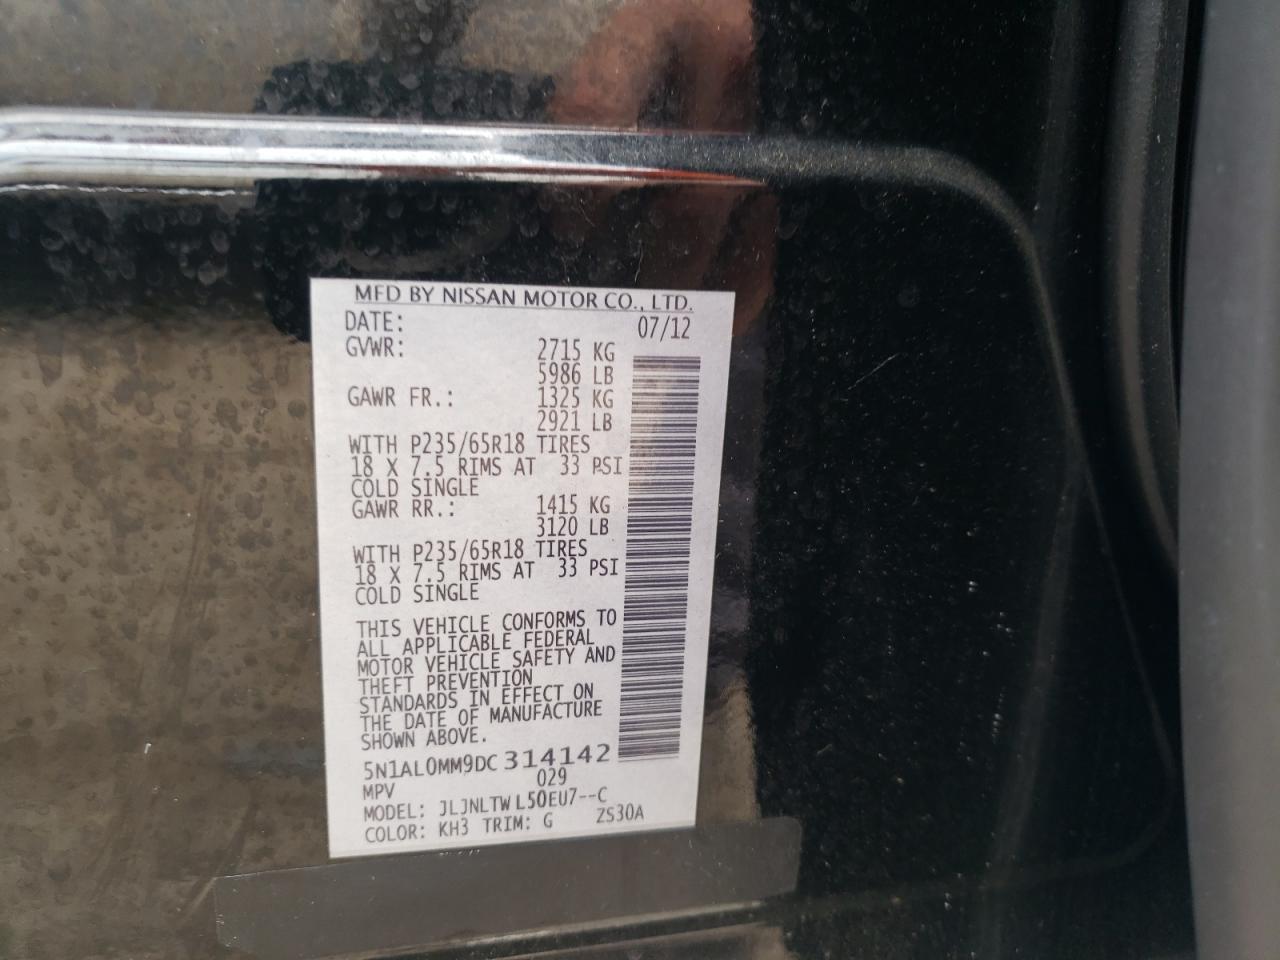 MFD BY NISSAN MOTOR CO., LTD.
DATE: 07/12
GVWR: 2715 KG
5986 LB
GAWR FR.: 1325 KG
2921 LB
WITH P235/65R18 TIRES
18 X 7.5 RIMS AT 33 PSI
COLD SINGLE
GAWR RR.: 1415 KG
3120 LB
WITH P235/65R18 TIRES
18 X 7.5 RIMS AT 33 PSI
COLD SINGLE
THIS VEHICLE CONFORMS TO
ALL APPLICABLE FEDERAL
MOTOR VEHICLE SAFETY AND
THEFT PREVENTION
STANDARDS IN EFFECT ON
THE DATE OF MANUFACTURE
SHOWN ABOVE.
5N1AL0MM9DC 314142
MPV 029
MODEL: JLJNLTW L50EU7--C
COLOR: KH3 TRIM: G ZS30A